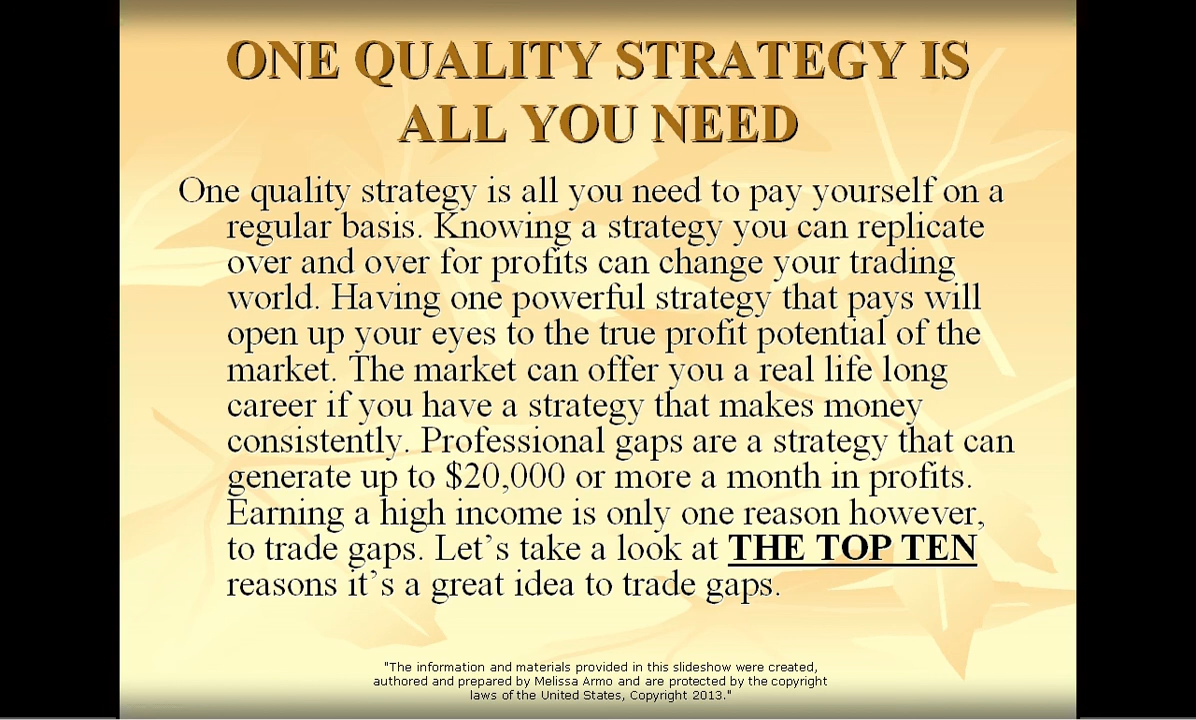 ONE QUALITY STRATEGY IS
ALL YOU NEED
One quality strategy is all you need to pay yourself on a
regular basis. Knowing a strategy you can replicate
over and over for profits can change your trading
world. Having one powerful strategy that pays will
open up your eyes to the true profit potential of the
market. The market can offer you a real life long
career if you have a strategy that makes money
consistently. Professional gaps are a strategy that can
generate up to $20,000 or more a month in profits.
Earning a high income is only one reason however,
to trade gaps. Let’s take a look at THE TOP TEN
reasons it’s a great idea to trade gaps.
"The information and materials provided in this slideshow were created,
authored and prepared by Melissa Armo and are protected by the copyright
laws of the United States, Copyright 2013."